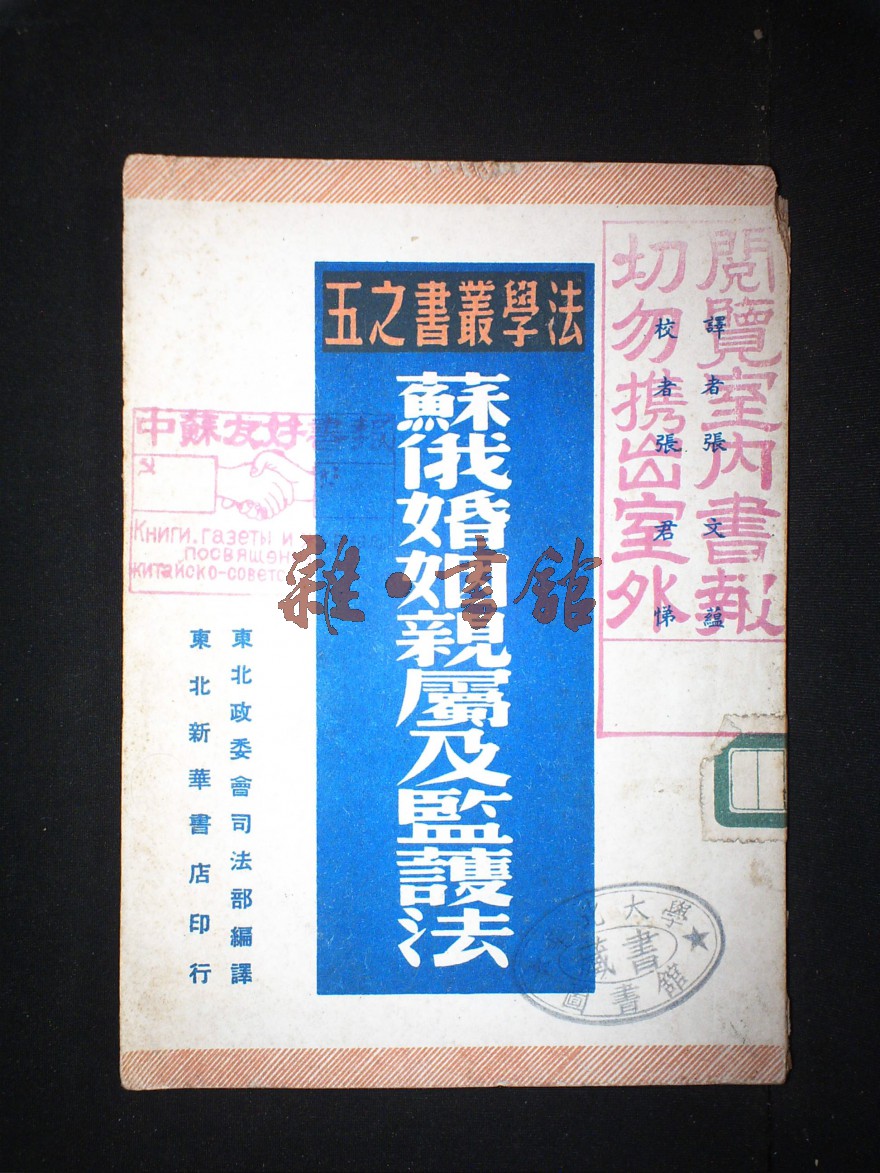 法學叢書之五
蘇俄婚姻親屬及監護法
譯者張文蘊
校者張君悌
東北政委會司法部編譯
東北新華書店印行
閱覽室內書報
切勿携出室外
中蘇友好書報
Книги, газеты и
посвящен
китайско-советс
北大學
圖書館
藏書
雜·書館